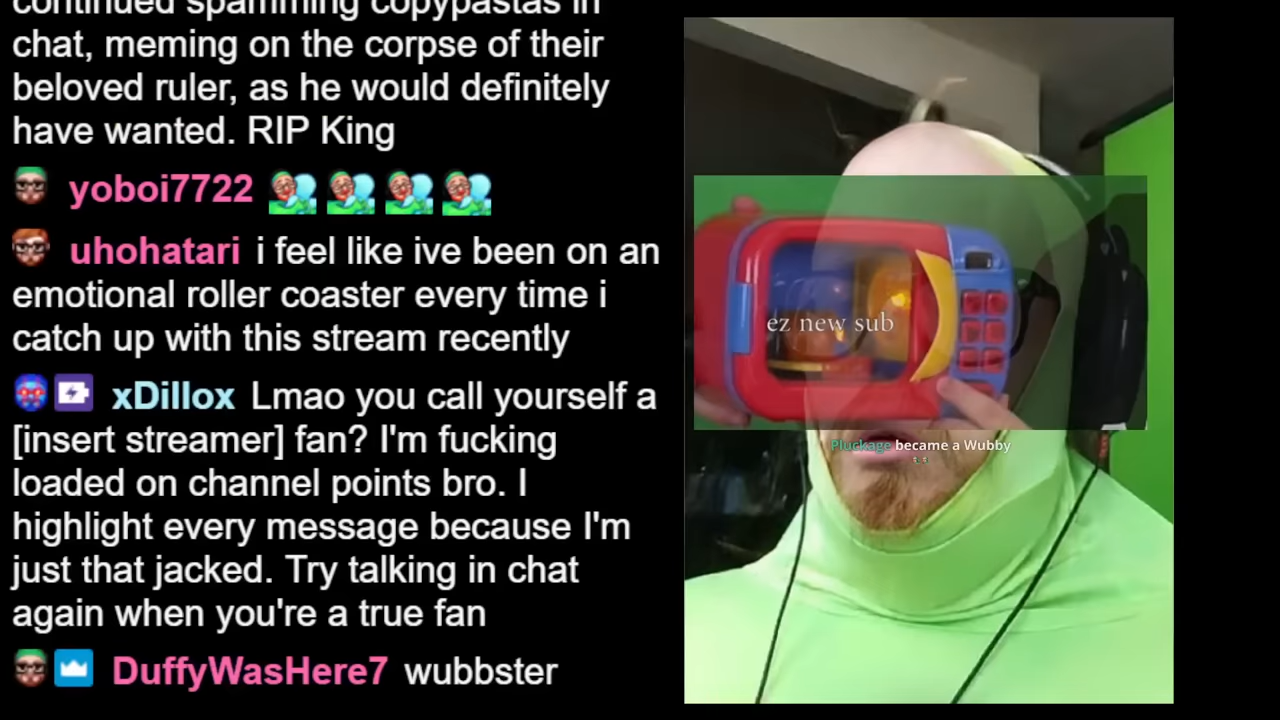 continued spamming copypastas in
chat, meming on the corpse of their
beloved ruler, as he would definitely
have wanted. RIP King
yoboi7722
uhohatari i feel like ive been on an
emotional roller coaster every time i
catch up with this stream recently
xDillox Lmao you call yourself a
[insert streamer] fan? I'm fucking
loaded on channel points bro. I
highlight every message because I'm
just that jacked. Try talking in chat
again when you're a true fan
DuffyWasHere7 wubbster
ez new sub
Pluckage became a Wubby